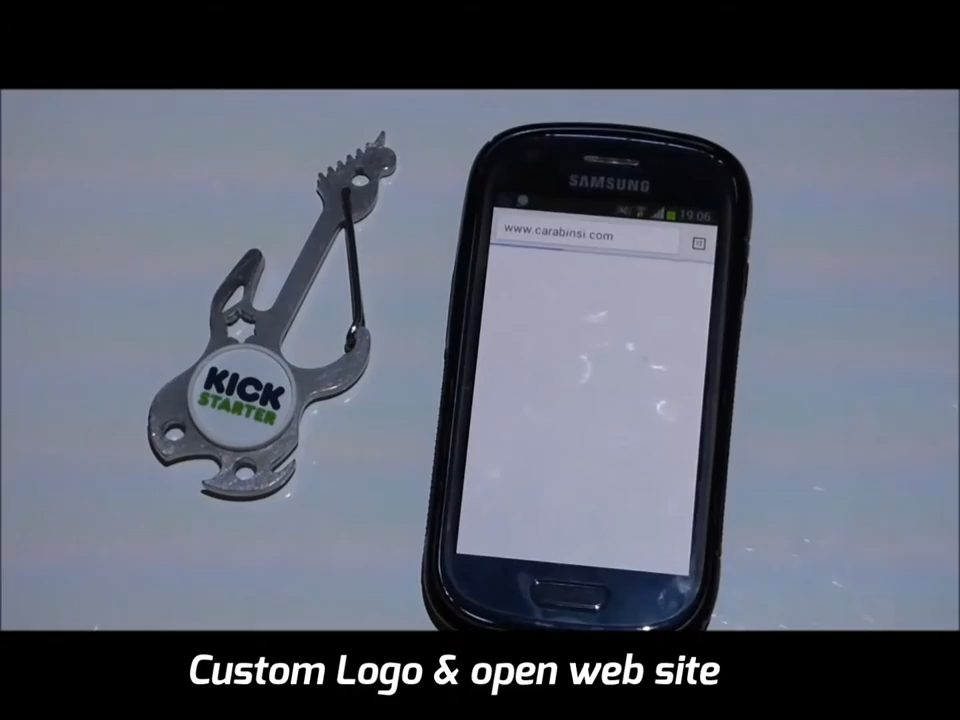 SAMSUNG
19:06
www.carabinsi.com
KICK
STARTER
Custom Logo & open web site